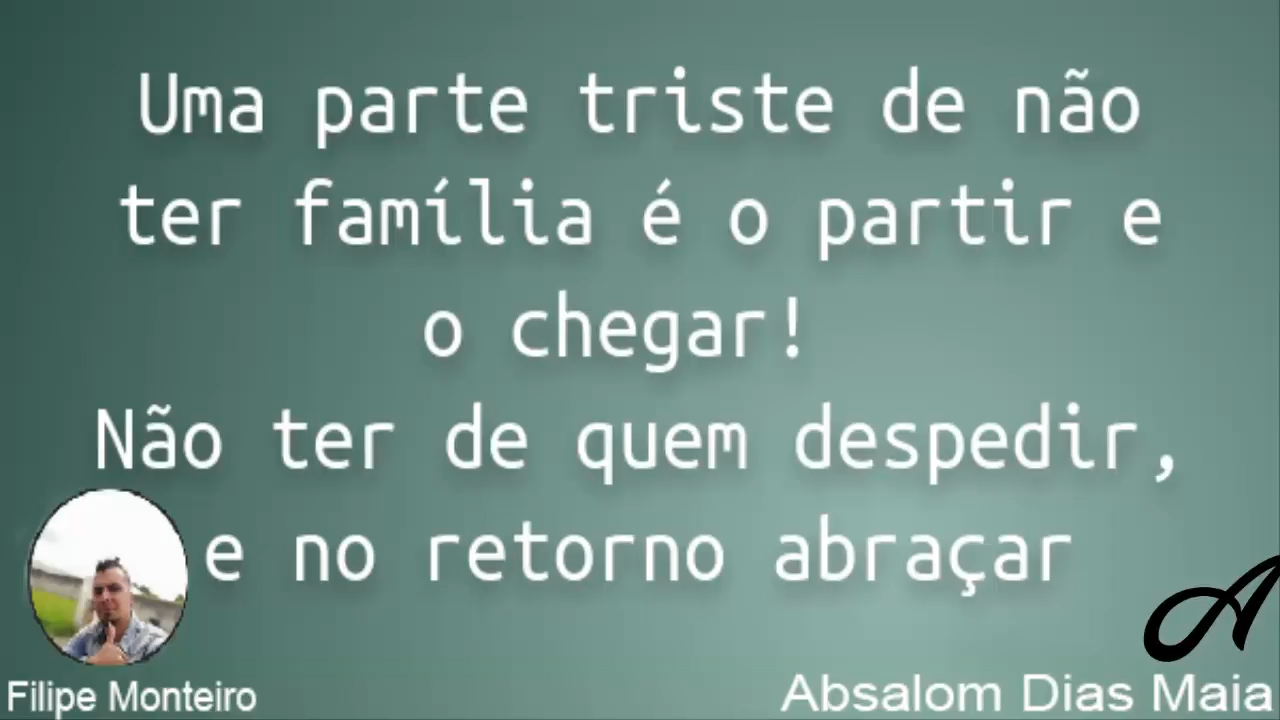 Uma parte triste de não
ter família é o partir e
o chegar!
Não ter de quem despedir,
e no retorno abraçar
A
Filipe Monteiro
Absalom Dias Maia